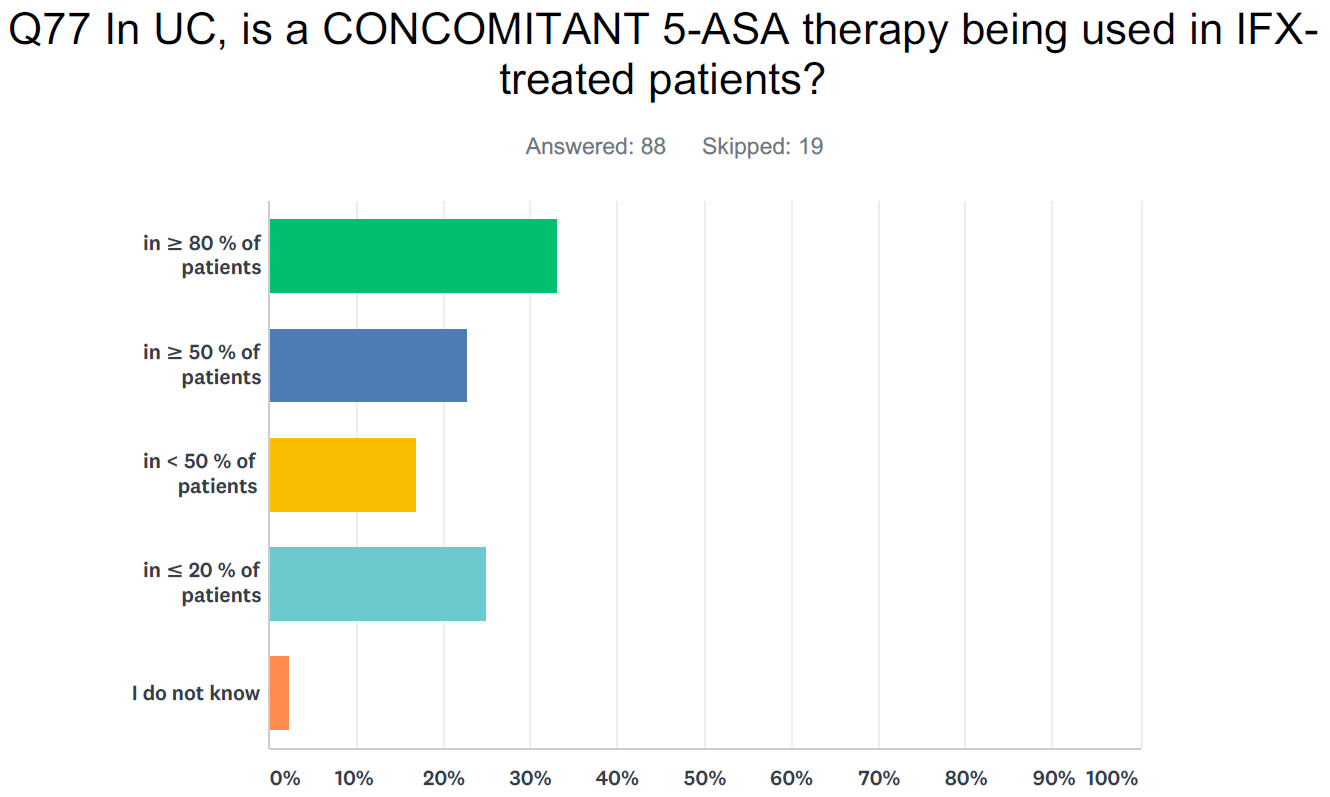 Q77 In UC, is a CONCOMITANT 5-ASA therapy being used in IFX-
treated patients?
Answered: 88 Skipped: 19
in ≥ 80 % of
patients
in ≥ 50 % of
patients
in < 50 % of
patients
in ≤ 20 % of
patients
I do not know
0% 10% 20% 30% 40% 50% 60% 70% 80% 90% 100%